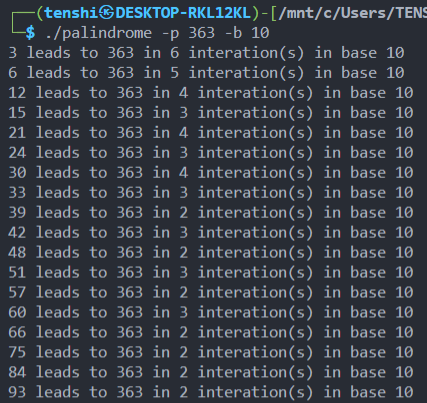 ┌──(tenshi㉿DESKTOP-RKL12KL)-[/mnt/c/Users/TENS
└─$ ./palindrome -p 363 -b 10
3 leads to 363 in 6 interation(s) in base 10
6 leads to 363 in 5 interation(s) in base 10
12 leads to 363 in 4 interation(s) in base 10
15 leads to 363 in 3 interation(s) in base 10
21 leads to 363 in 4 interation(s) in base 10
24 leads to 363 in 3 interation(s) in base 10
30 leads to 363 in 4 interation(s) in base 10
33 leads to 363 in 3 interation(s) in base 10
39 leads to 363 in 2 interation(s) in base 10
42 leads to 363 in 3 interation(s) in base 10
48 leads to 363 in 2 interation(s) in base 10
51 leads to 363 in 3 interation(s) in base 10
57 leads to 363 in 2 interation(s) in base 10
60 leads to 363 in 3 interation(s) in base 10
66 leads to 363 in 2 interation(s) in base 10
75 leads to 363 in 2 interation(s) in base 10
84 leads to 363 in 2 interation(s) in base 10
93 leads to 363 in 2 interation(s) in base 10